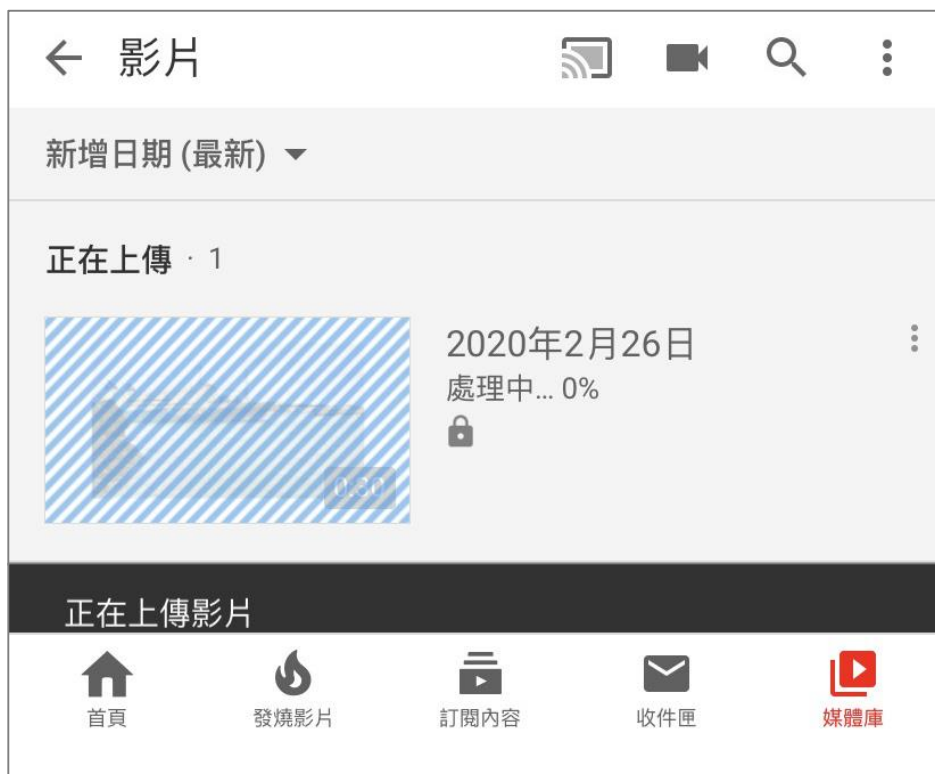 影片
新增日期 (最新)
正在上傳 · 1
2020年2月26日
處理中... 0%
0:30
正在上傳影片
首頁
發燒影片
訂閱內容
收件匣
媒體庫